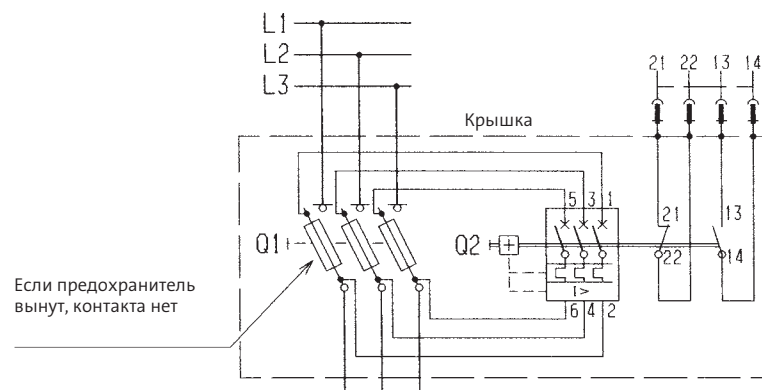 L1
L2
L3
21 22 13 14
Крышка
5 3 1
21 13
Q1
Q2
22 14
I>
6 4 2
Если предохранитель
вынут, контакта нет